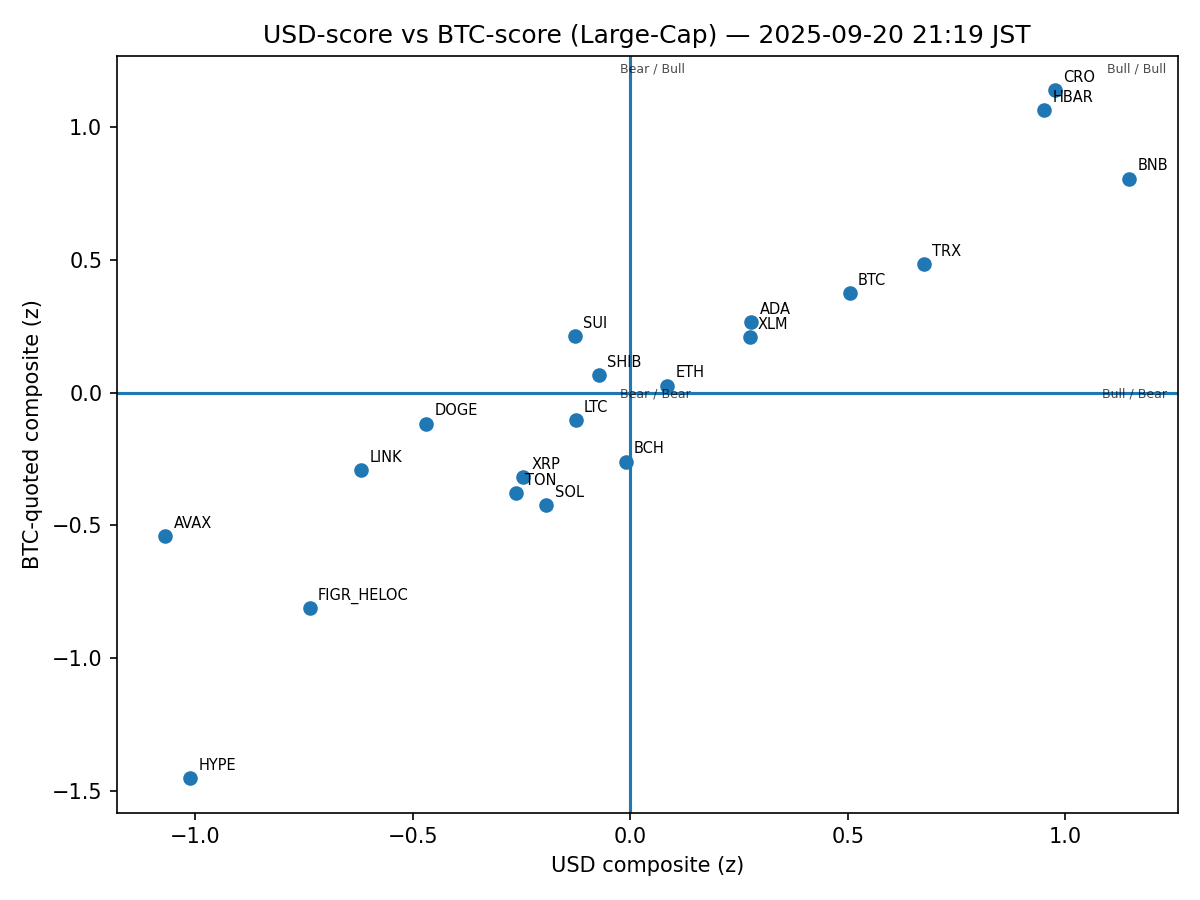 USD-score vs BTC-score (Large-Cap) — 2025-09-20 21:19 JST
Bear / Bull
Bull / Bull
CRO
HBAR
BNB
TRX
BTC
ADA
XLM
SUI
SHIB
ETH
Bear / Bear
Bull / Bear
LTC
DOGE
BCH
LINK
XRP
TON
SOL
AVAX
FIGR_HELOC
HYPE
1.0
0.5
0.0
−0.5
−1.0
−1.5
BTC-quoted composite (z)
−1.0
−0.5
0.0
0.5
1.0
USD composite (z)